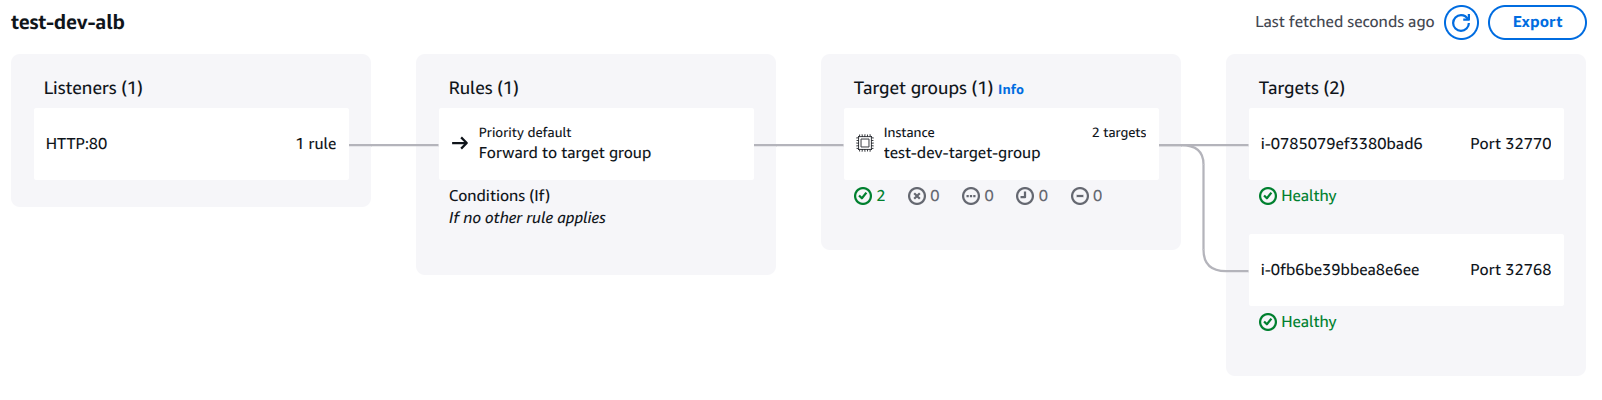 test-dev-alb
Last fetched seconds ago
Export
Listeners (1)
HTTP:80
1 rule
Rules (1)
Priority default
Forward to target group
Conditions (If)
If no other rule applies
Target groups (1) Info
Instance
2 targets
test-dev-target-group
2 0 0 0 0
Targets (2)
i-0785079ef3380bad6 Port 32770
Healthy
i-0fb6be39bbea8e6ee Port 32768
Healthy